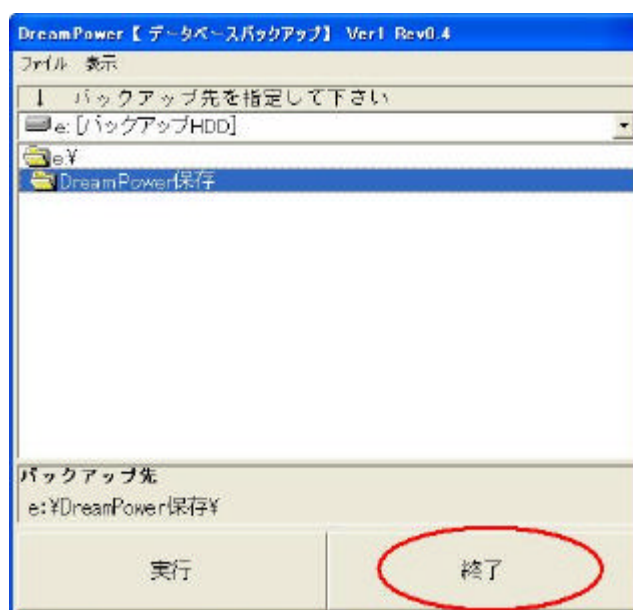 DreamPower【 データベースバックアップ】 Ver1 Rev0.4
ファイル 表示
↓ バックアップ先を指定して下さい
e: [バックアップHDD]
e:¥
DreamPower保存
バックアップ先
e:¥DreamPower保存¥
実行 終了